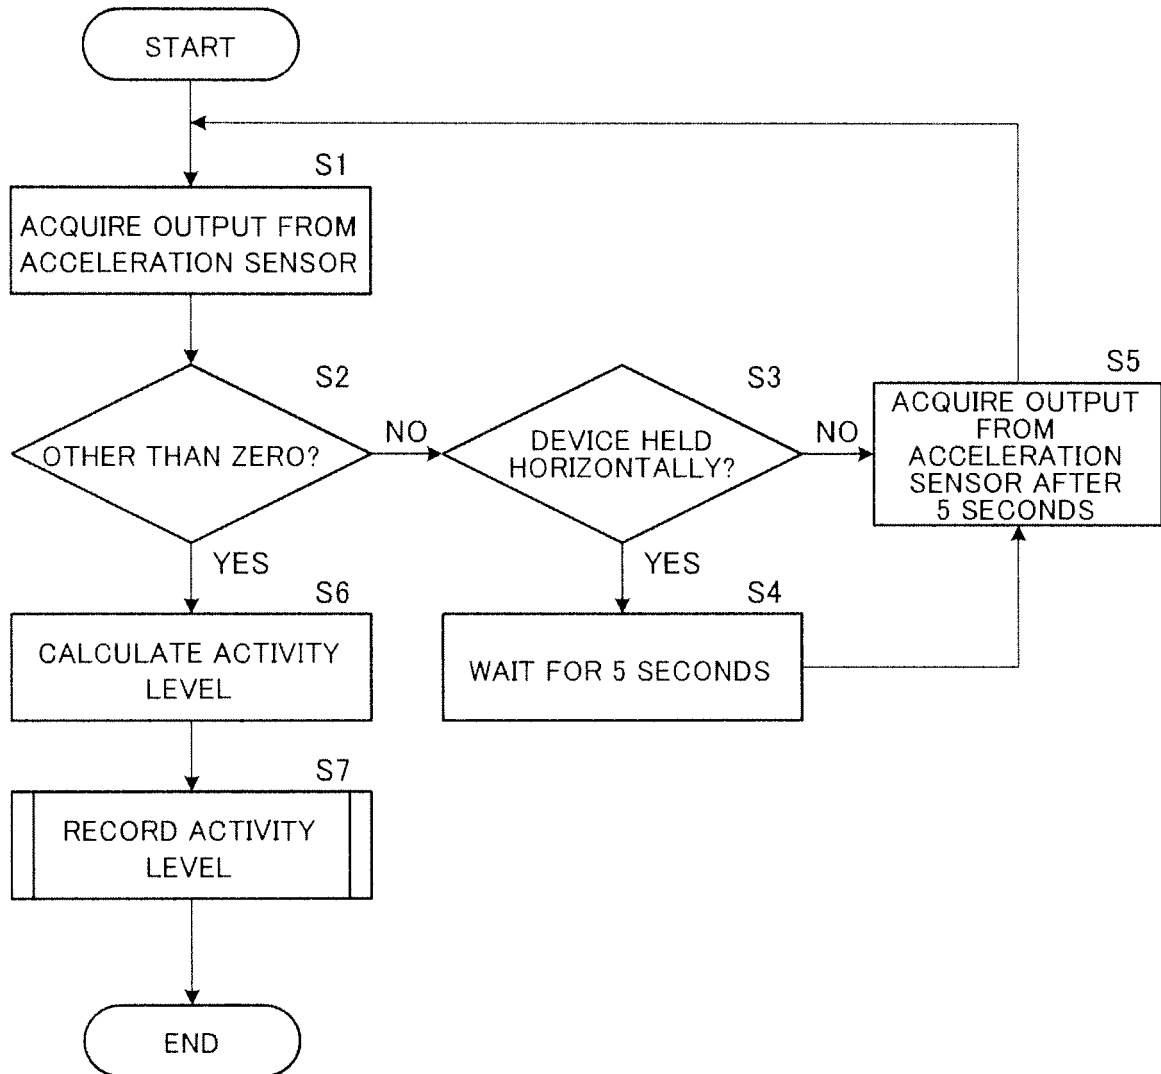 START
S1
ACQUIRE OUTPUT FROM
ACCELERATION SENSOR
S2
OTHER THAN ZERO?
NO
YES
S3
DEVICE HELD
HORIZONTALLY?
NO
YES
S5
ACQUIRE OUTPUT
FROM
ACCELERATION
SENSOR AFTER
5 SECONDS
S4
WAIT FOR 5 SECONDS
S6
CALCULATE ACTIVITY
LEVEL
S7
RECORD ACTIVITY
LEVEL
END